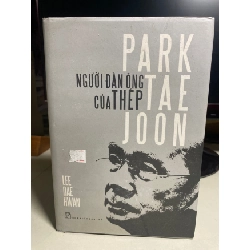 PARK
NGƯỜI ĐÀN ÔNG
CỦA THÉP
TAE
JOON
LEE
DAE
HWAN